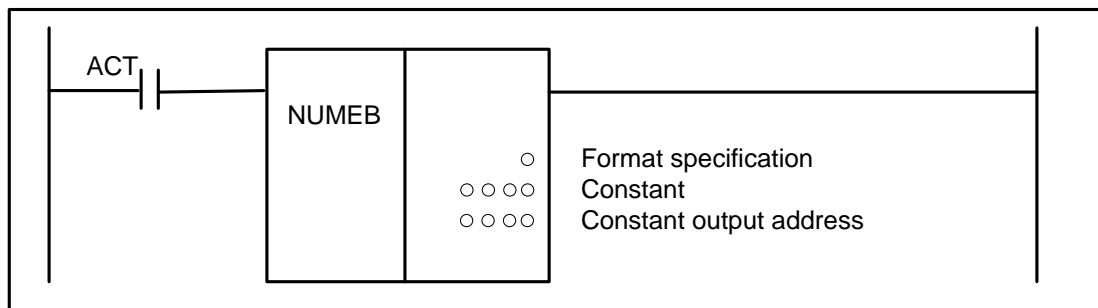 ACT
NUMEB
Format specification
Constant
Constant output address